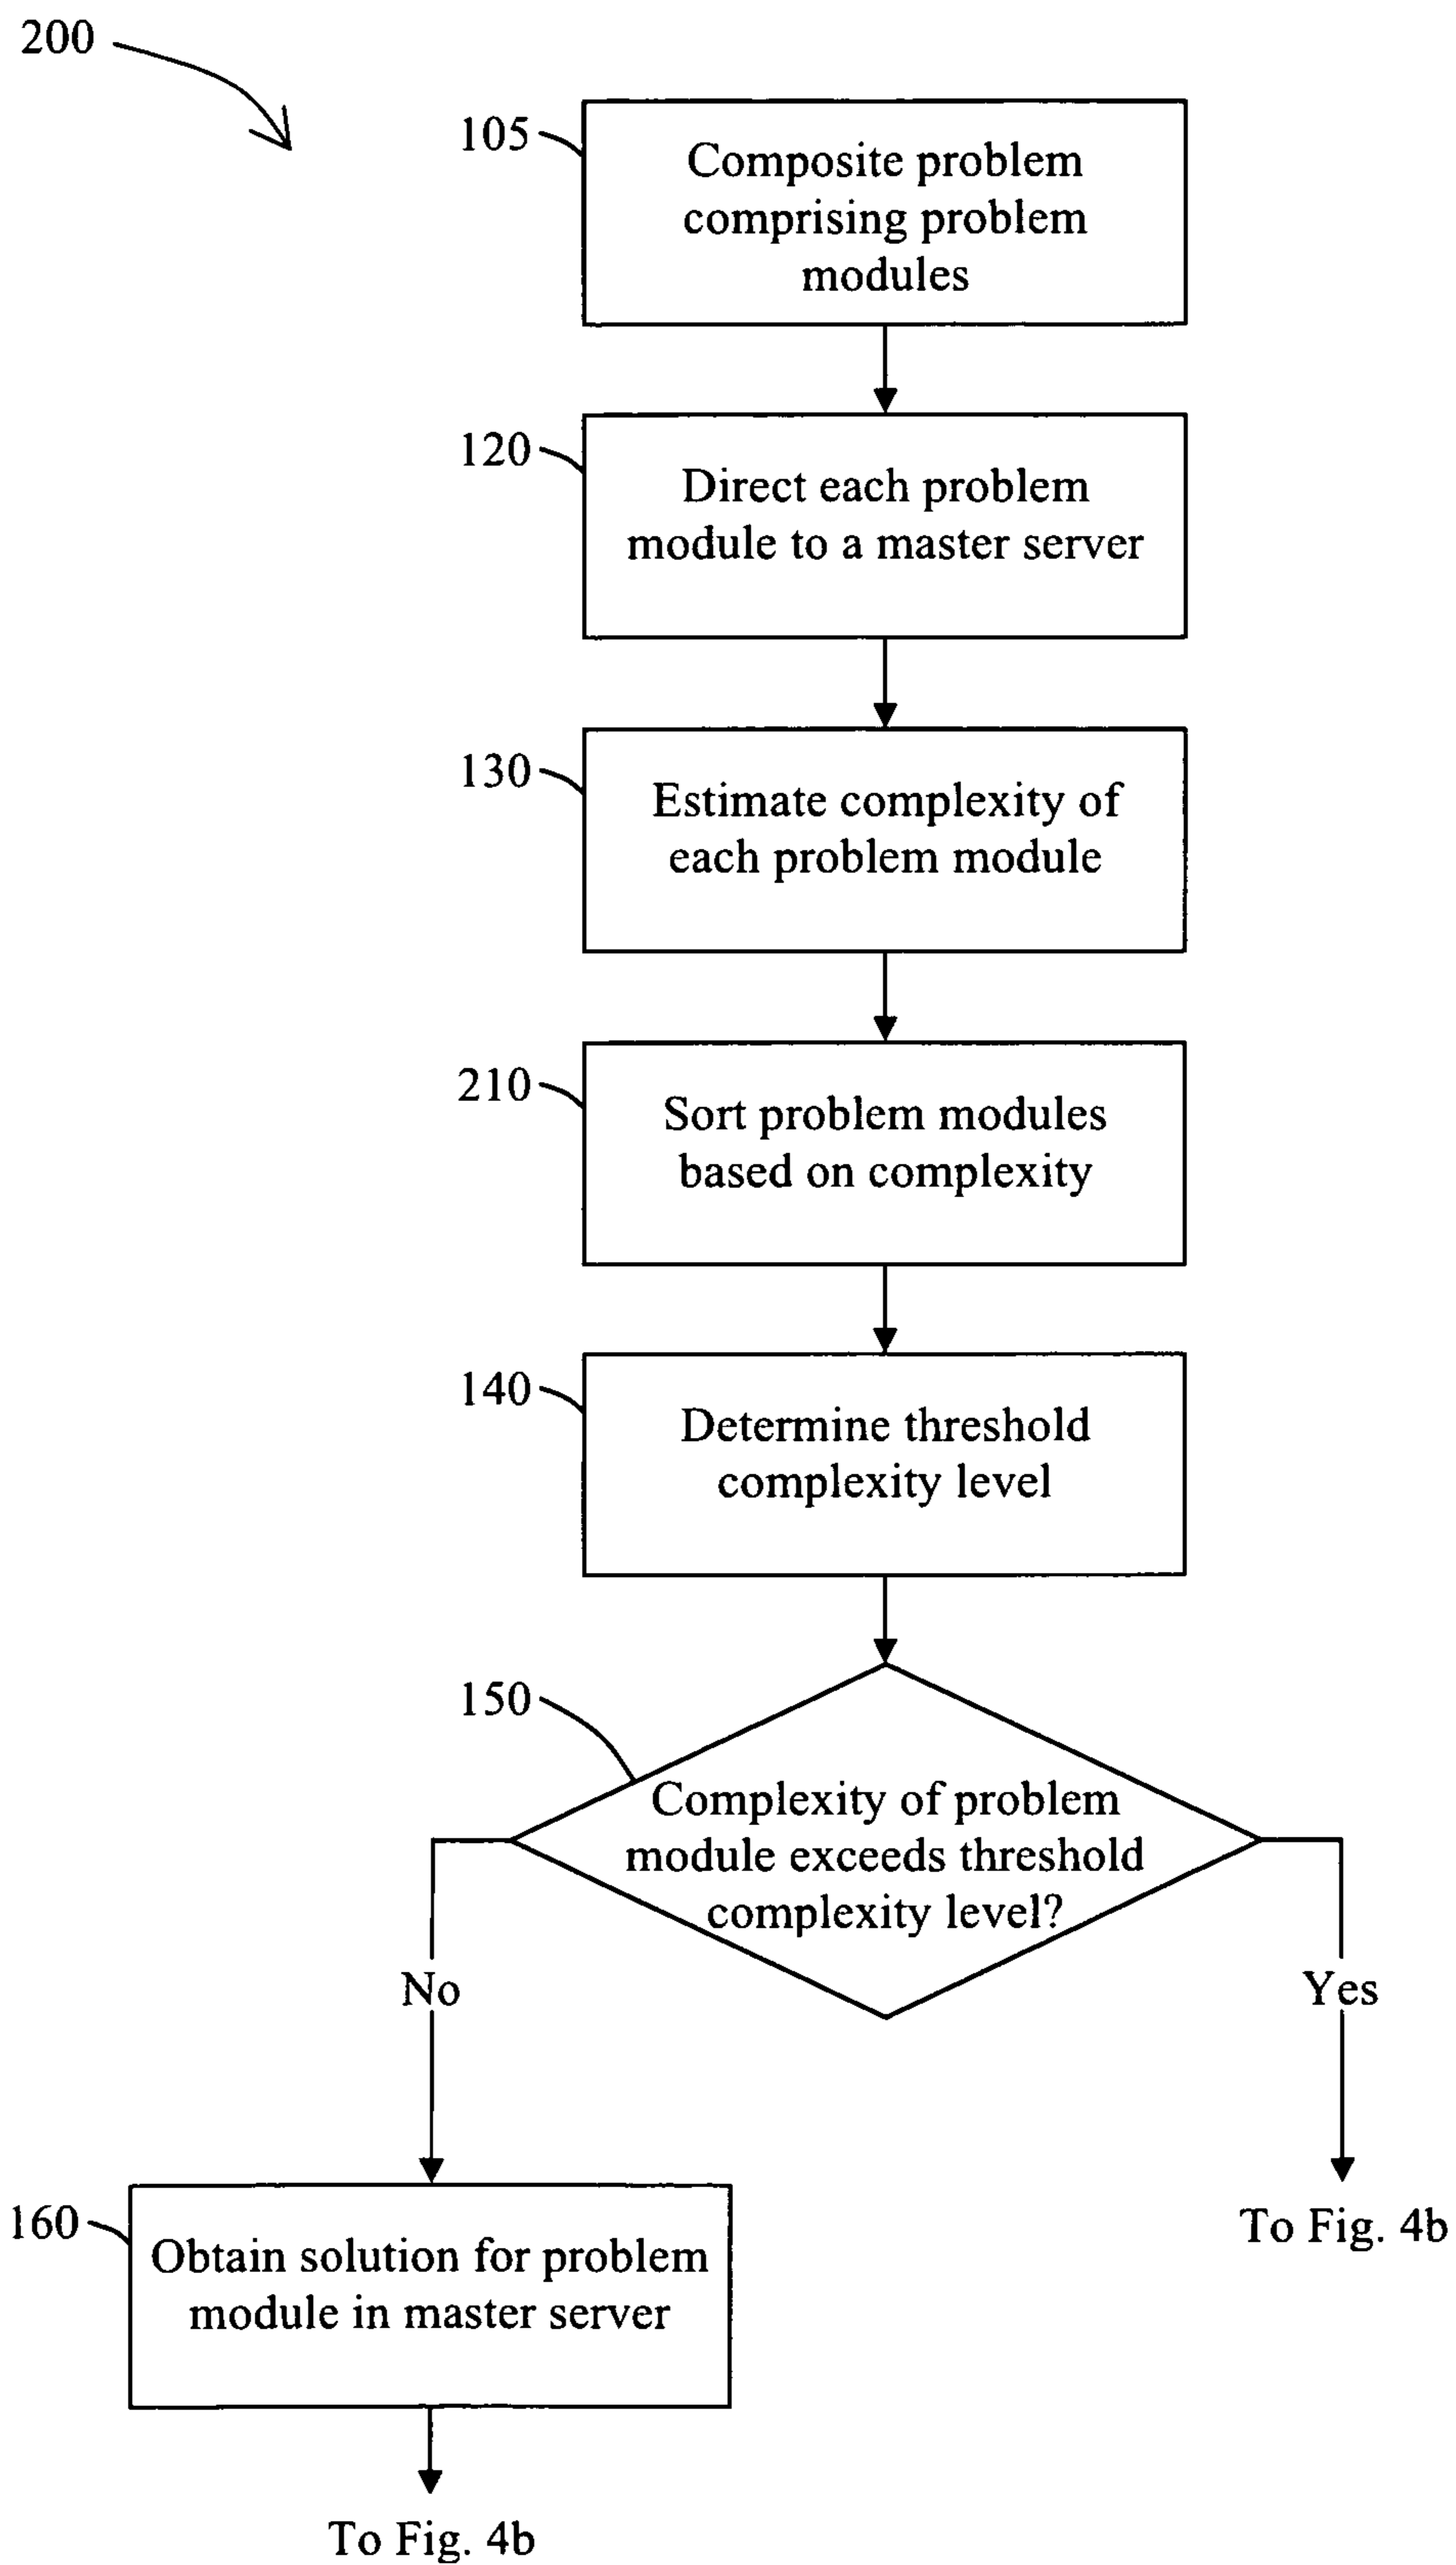 200
105
Composite problem
comprising problem
modules
120
Direct each problem
module to a master server
130
Estimate complexity of
each problem module
210
Sort problem modules
based on complexity
140
Determine threshold
complexity level
150
Complexity of problem
module exceeds threshold
complexity level?
No
Yes
160
Obtain solution for problem
module in master server
To Fig. 4b
To Fig. 4b